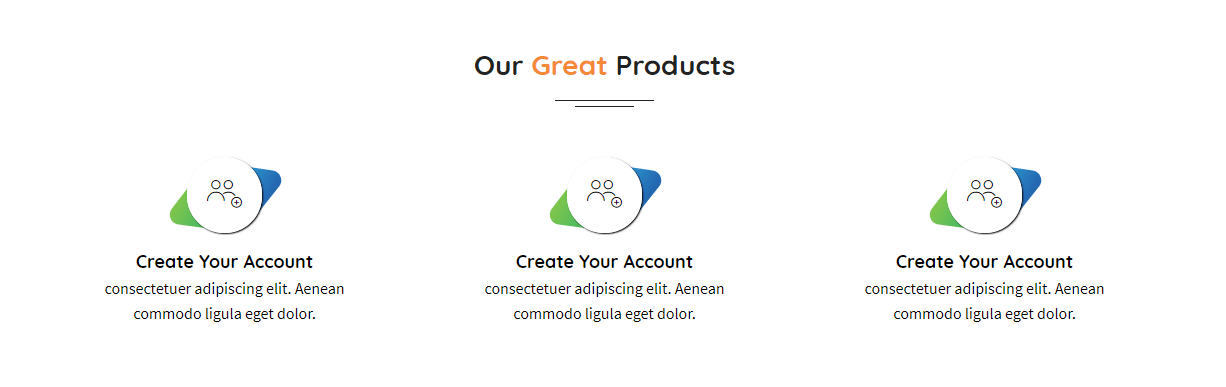 Our Great Products
Create Your Account
consectetuer adipiscing elit. Aenean
commodo ligula eget dolor.
Create Your Account
consectetuer adipiscing elit. Aenean
commodo ligula eget dolor.
Create Your Account
consectetuer adipiscing elit. Aenean
commodo ligula eget dolor.